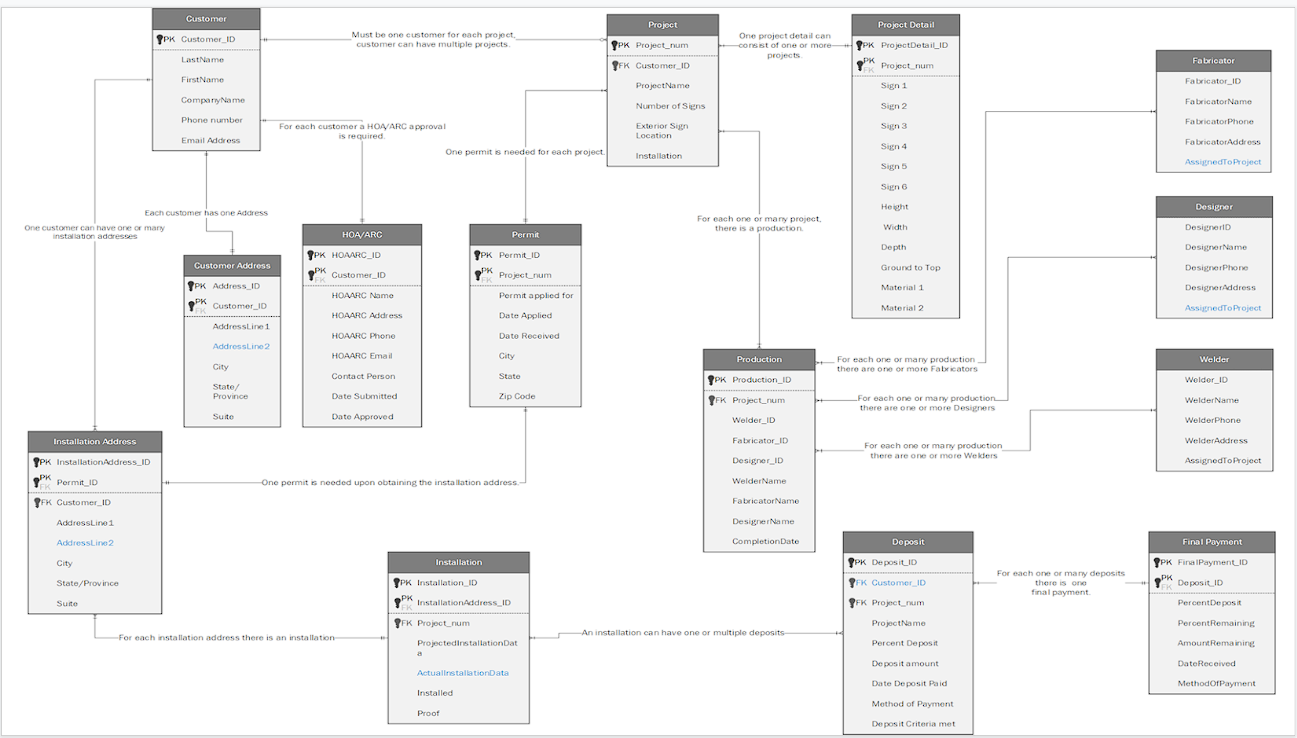 Customer
PK Customer_ID
LastName
FirstName
CompanyName
Phone number
Email Address
Must be one customer for each project,
customer can have multiple projects.
Project
PK Project_num
FK Customer_ID
ProjectName
Number of Signs
Exterior Sign
Location
Installation
One project detail can
consist of one or more
projects.
Project Detail
PK ProjectDetail_ID
PK
FK Project_num
Sign 1
Sign 2
Sign 3
Sign 4
Sign 5
Sign 6
Height
Width
Depth
Ground to Top
Material 1
Material 2
Fabricator
Fabricator_ID
FabricatorName
FabricatorPhone
FabricatorAddress
AssignedToProject
For each customer a HOA/ARC approval
is required.
One permit is needed for each project.
Each customer has one Address
One customer can have one or many
installation addresses
For each one or many project,
there is a production.
Designer
DesignerID
DesignerName
DesignerPhone
DesignerAddress
AssignedToProject
Customer Address
PK Address_ID
PK
FK Customer_ID
AddressLine1
AddressLine2
City
State/
Province
Suite
HOA/ARC
PK HOAARC_ID
PK
FK Customer_ID
HOAARC Name
HOAARC Address
HOAARC Phone
HOAARC Email
Contact Person
Date Submitted
Date Approved
Permit
PK Permit_ID
PK
FK Project_num
Permit applied for
Date Applied
Date Received
City
State
Zip Code
Production
PK Production_ID
FK Project_num
Welder_ID
Fabricator_ID
Designer_ID
WelderName
FabricatorName
DesignerName
CompletionDate
For each one or many production
there are one or more Fabricators
For each one or many production
there are one or more Designers
For each one or many production
there are one or more Welders
Welder
Welder_ID
WelderName
WelderPhone
WelderAddress
AssignedToProject
Installation Address
PK InstallationAddress_ID
PK
FK Permit_ID
FK Customer_ID
AddressLine1
AddressLine2
City
State/Province
Suite
One permit is needed upon obtaining the installation address.
For each installation address there is an installation
Installation
PK Installation_ID
PK
FK InstallationAddress_ID
FK Project_num
ProjectedInstallationDat
a
ActualInstallationData
Installed
Proof
An installation can have one or multiple deposits
Deposit
PK Deposit_ID
FK Customer_ID
FK Project_num
ProjectName
Percent Deposit
Deposit amount
Date Deposit Paid
Method of Payment
Deposit Criteria met
For each one or many deposits
there is one
final payment.
Final Payment
PK FinalPayment_ID
PK
FK Deposit_ID
PercentDeposit
PercentRemaining
AmountRemaining
DateReceived
MethodOfPayment